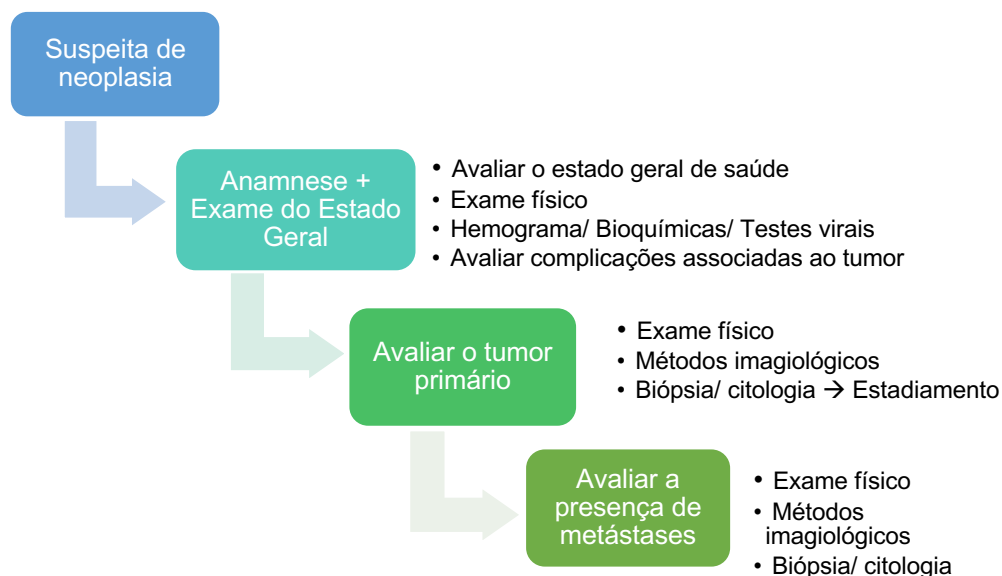 Suspeita de
neoplasia
Anamnese +
Exame do Estado
Geral
• Avaliar o estado geral de saúde
• Exame físico
• Hemograma/ Bioquímicas/ Testes virais
• Avaliar complicações associadas ao tumor
Avaliar o tumor
primário
• Exame físico
• Métodos imagiológicos
• Biópsia/ citologia → Estadiamento
Avaliar a
presença de
metástases
• Exame físico
• Métodos
imagiológicos
• Biópsia/ citologia